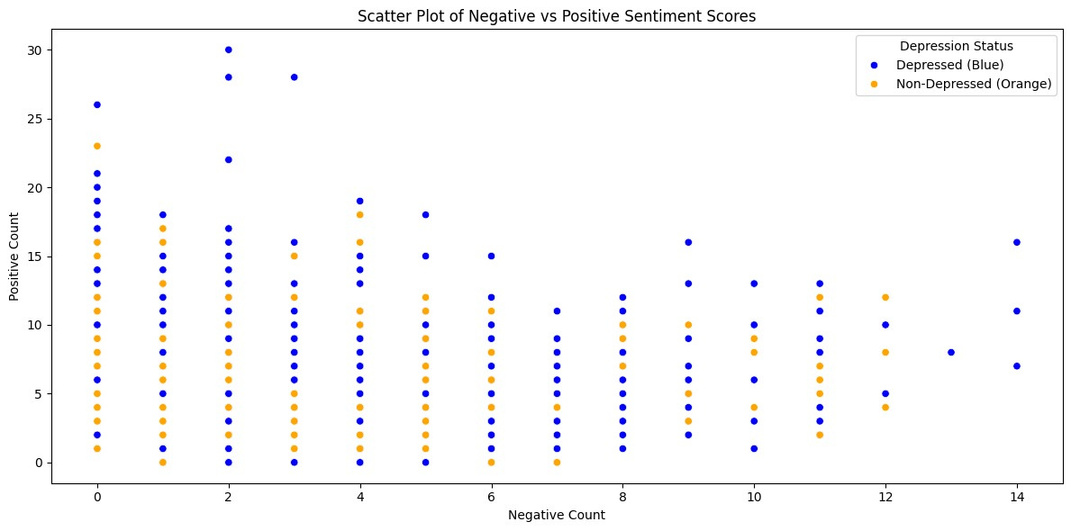 Scatter Plot of Negative vs Positive Sentiment Scores
Depression Status
Depressed (Blue)
Non-Depressed (Orange)
Positive Count
30
25
20
15
10
5
0
0 2 4 6 8 10 12 14
Negative Count